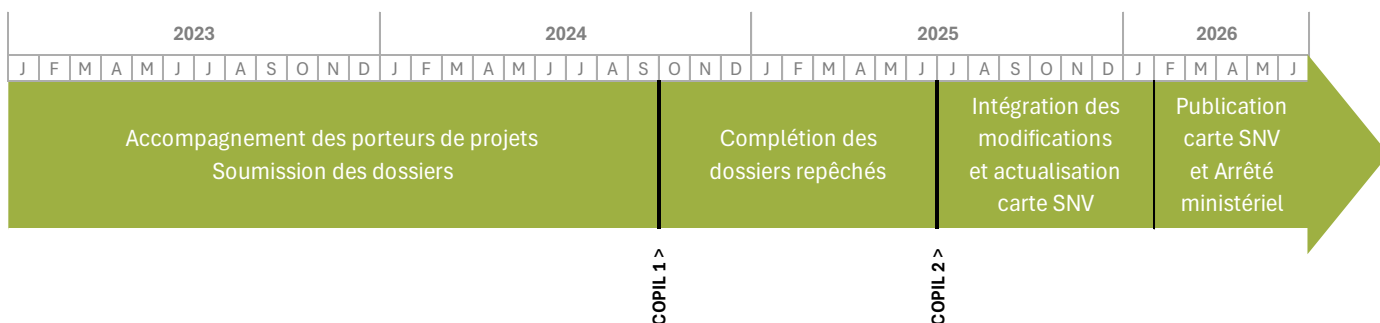 2023 2024 2025 2026
J F M A M J J A S O N D J F M A M J J A S O N D J F M A M J J A S O N D J F M A M J
Accompagnement des porteurs de projets
Soumission des dossiers
Complétion des
dossiers repêchés
Intégration des
modifications
et actualisation
carte SNV
Publication
carte SNV
et Arrêté
ministériel
COPIL 1 >
COPIL 2 >